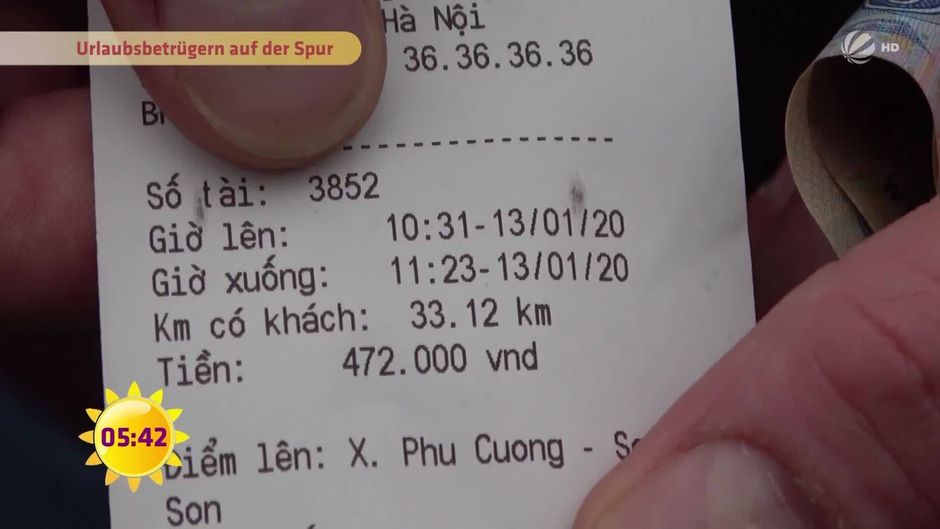 Urlaubsbetrügern auf der Spur
HD
Hà Nội
36.36.36.36
Số tài: 3852
Giờ lên: 10:31-13/01/20
Giờ xuống: 11:23-13/01/20
Km có khách: 33.12 km
Tiền: 472.000 vnd
Điểm lên: X. Phu Cuong -
Son
05:42